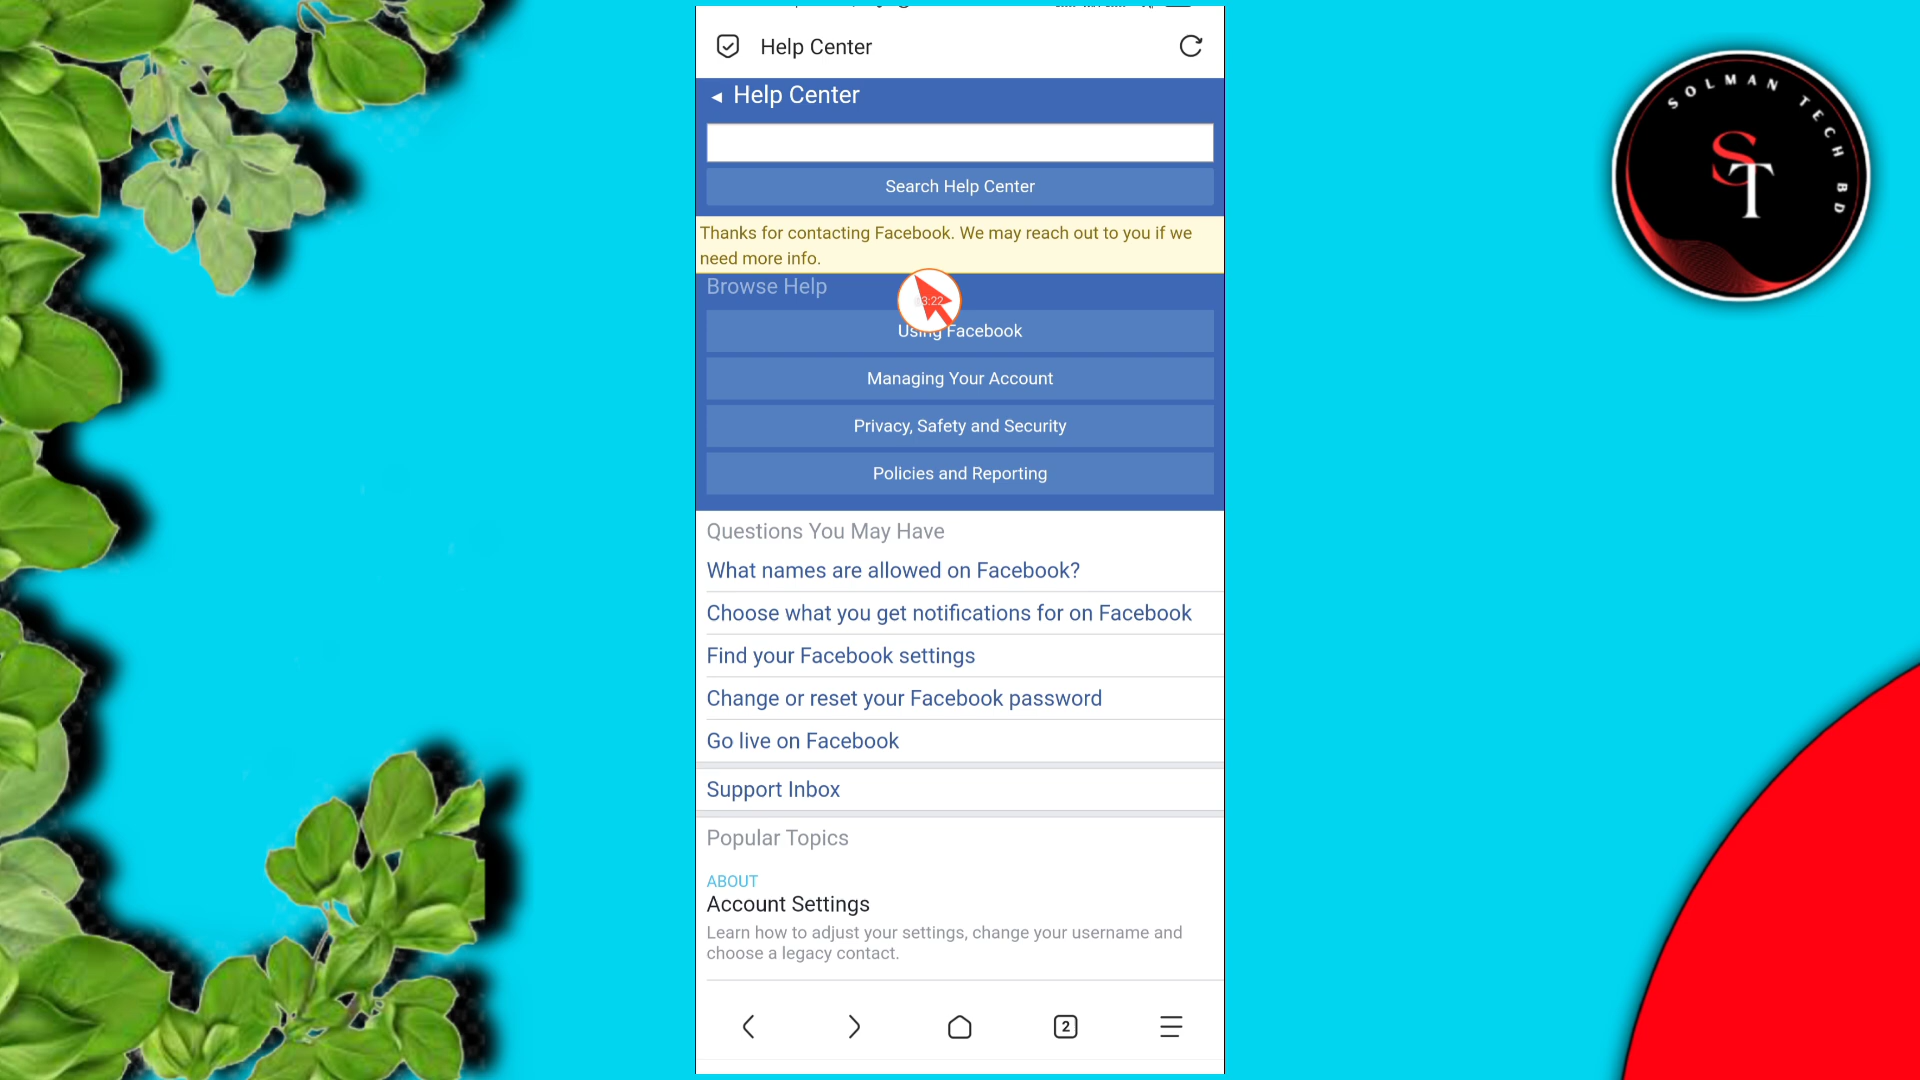 Help Center
Help Center
Search Help Center
Thanks for contacting Facebook. We may reach out to you if we
need more info.
Browse Help
3:22
Using Facebook
Managing Your Account
Privacy, Safety and Security
Policies and Reporting
Questions You May Have
What names are allowed on Facebook?
Choose what you get notifications for on Facebook
Find your Facebook settings
Change or reset your Facebook password
Go live on Facebook
Support Inbox
Popular Topics
ABOUT
Account Settings
Learn how to adjust your settings, change your username and
choose a legacy contact.
2
SOLMAN TECH BD
ST